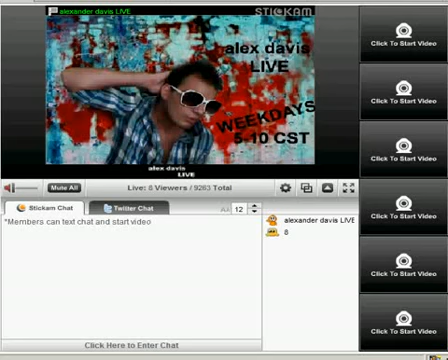 alexander davis LIVE
STICKAM
alex davis
LIVE
WEEKDAYS
5-10 CST
alex davis
LIVE
Mute All
Live: 8 Viewers / 9203 Total
Stickam Chat
Twitter Chat
12
*Members can text chat and start video
alexander davis LIVE
8
Click Here to Enter Chat
Click To Start Video
Click To Start Video
Click To Start Video
Click To Start Video
Click To Start Video
Click To Start Video